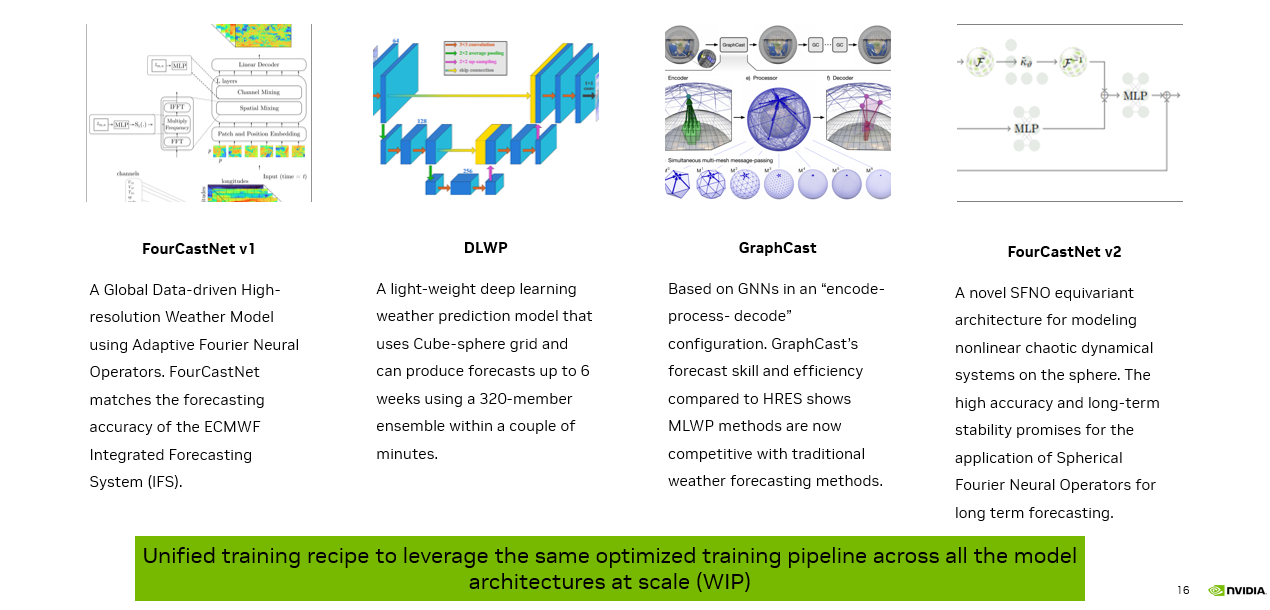 Linear Decoder
MLP
L layers
Channel Mixing
Spatial Mixing
IFFT
Multiply
Frequency
FFT
MLP
Patch and Position Embedding
p
p
Input (time = t)
channels
longitudes
64
3×3 convolution
2×2 average pooling
2×2 up-sampling
skip connection
128
256
GraphCast
GC
GC
Encoder
e) Processor
f) Decoder
Simultaneous multi-mesh message-passing
F
F⁻¹
MLP
MLP
FourCastNet v1
A Global Data-driven High-
resolution Weather Model
using Adaptive Fourier Neural
Operators. FourCastNet
matches the forecasting
accuracy of the ECMWF
Integrated Forecasting
System (IFS).
DLWP
A light-weight deep learning
weather prediction model that
uses Cube-sphere grid and
can produce forecasts up to 6
weeks using a 320-member
ensemble within a couple of
minutes.
GraphCast
Based on GNNs in an “encode-
process- decode”
configuration. GraphCast’s
forecast skill and efficiency
compared to HRES shows
MLWP methods are now
competitive with traditional
weather forecasting methods.
FourCastNet v2
A novel SFNO equivariant
architecture for modeling
nonlinear chaotic dynamical
systems on the sphere. The
high accuracy and long-term
stability promises for the
application of Spherical
Fourier Neural Operators for
long term forecasting.
Unified training recipe to leverage the same optimized training pipeline across all the model
architectures at scale (WIP)
16
NVIDIA